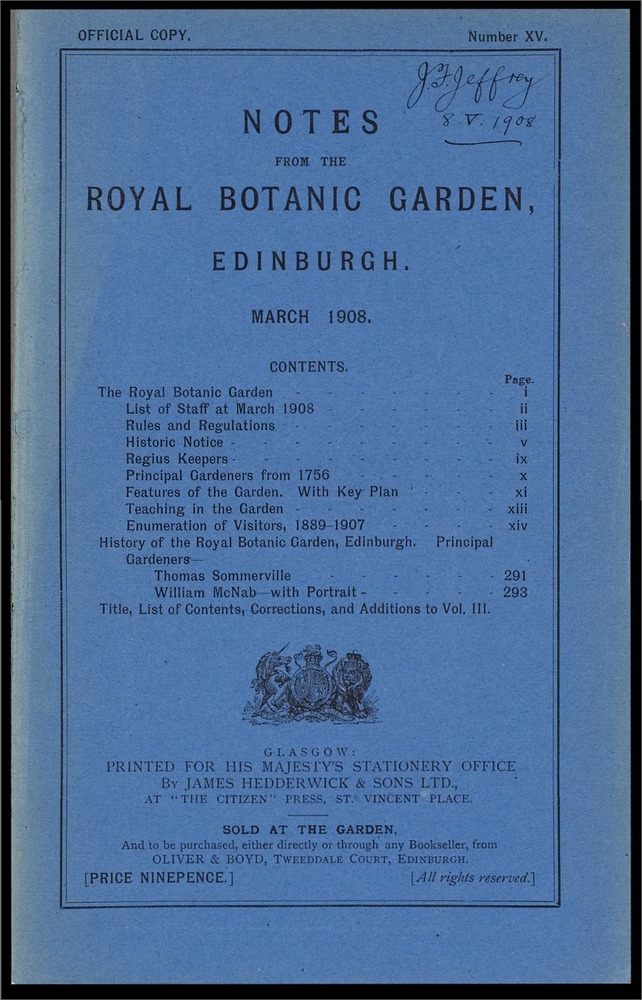 OFFICIAL COPY. Number XV.
J. F. Jeffrey
8. V. 1908
NOTES
FROM THE
ROYAL BOTANIC GARDEN,
EDINBURGH.
MARCH 1908.
CONTENTS.
Page.
The Royal Botanic Garden - - - - - - i
List of Staff at March 1908 - - - - - ii
Rules and Regulations - - - - - - iii
Historic Notice - - - - - - - v
Regius Keepers - - - - - - - ix
Principal Gardeners from 1756 - - - - x
Features of the Garden. With Key Plan - - - xi
Teaching in the Garden - - - - - - xiii
Enumeration of Visitors, 1889-1907 - - - - xiv
History of the Royal Botanic Garden, Edinburgh. Principal
Gardeners—
Thomas Sommerville - - - - - 291
William McNab—with Portrait - - - - - 293
Title, List of Contents, Corrections, and Additions to Vol. III.
GLASGOW:
PRINTED FOR HIS MAJESTY'S STATIONERY OFFICE
BY JAMES HEDDERWICK & SONS LTD.,
AT "THE CITIZEN" PRESS, ST. VINCENT PLACE.
SOLD AT THE GARDEN,
And to be purchased, either directly or through any Bookseller, from
OLIVER & BOYD, TWEEDDALE COURT, EDINBURGH.
[PRICE NINEPENCE.] [All rights reserved.]